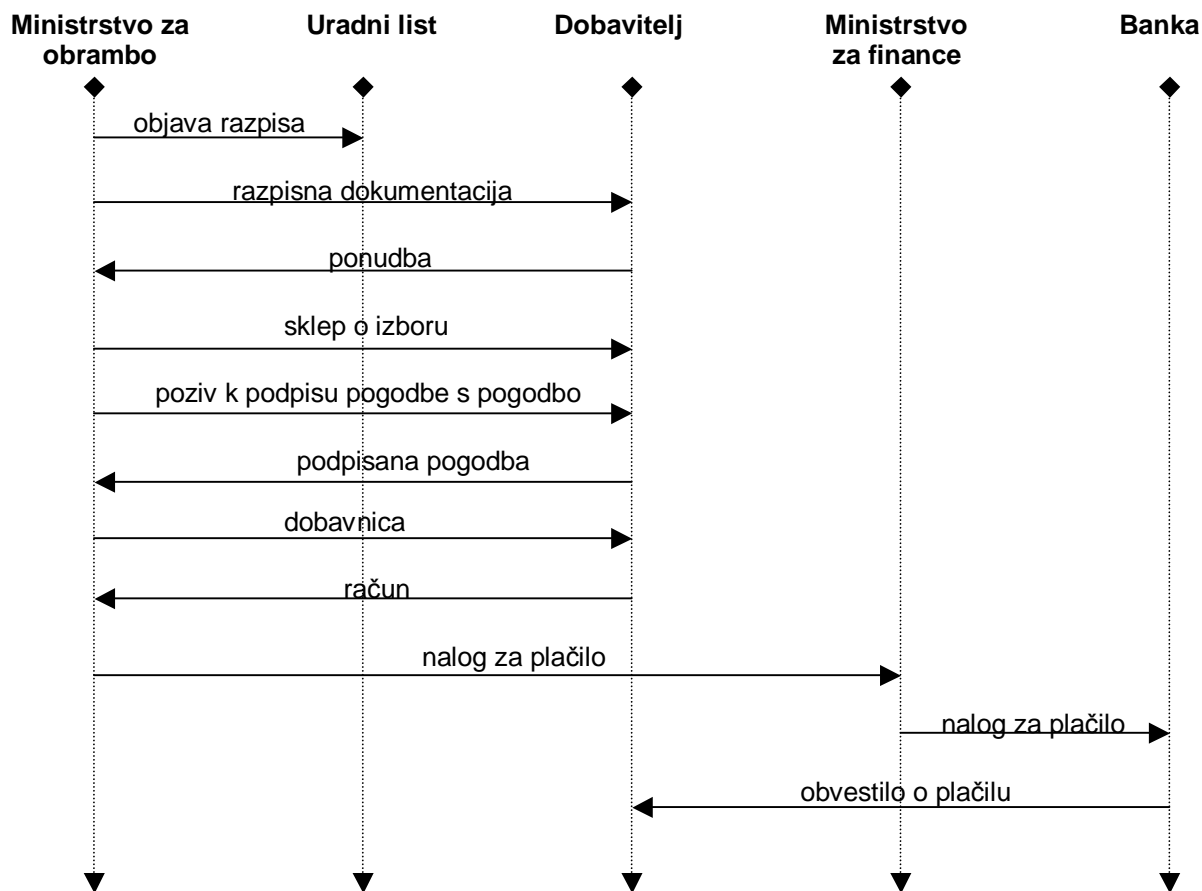 Ministrstvo za
obrambo
Uradni list
Dobavitelj
Ministrstvo
za finance
Banka
objava razpisa
razpisna dokumentacija
ponudba
sklep o izboru
poziv k podpisu pogodbe s pogodbo
podpisana pogodba
dobavnica
račun
nalog za plačilo
nalog za plačilo
obvestilo o plačilu